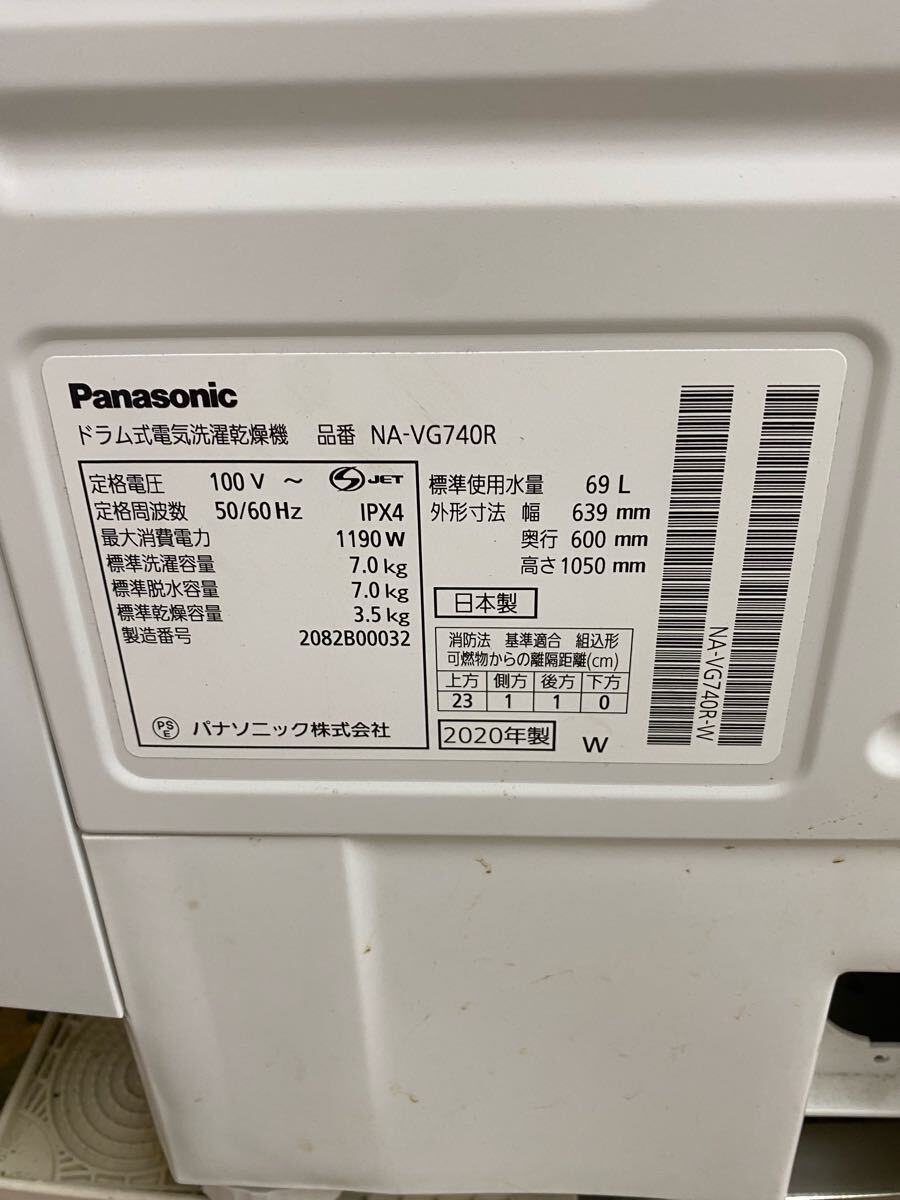 Panasonic
ドラム式電気洗濯乾燥機 品番 NA-VG740R
定格電圧 100 V ~ JET
定格周波数 50/60 Hz IPX4
最大消費電力 1190 W
標準洗濯容量 7.0 kg
標準脱水容量 7.0 kg
標準乾燥容量 3.5 kg
製造番号 2082B00032
PS E パナソニック株式会社
標準使用水量 69 L
外形寸法 幅 639 mm
奥行 600 mm
高さ 1050 mm
日本製
消防法 基準適合 組込形
可燃物からの離隔距離(cm)
上方 側方 後方 下方
23 1 1 0
2020年製 W
NA-VG740R-W